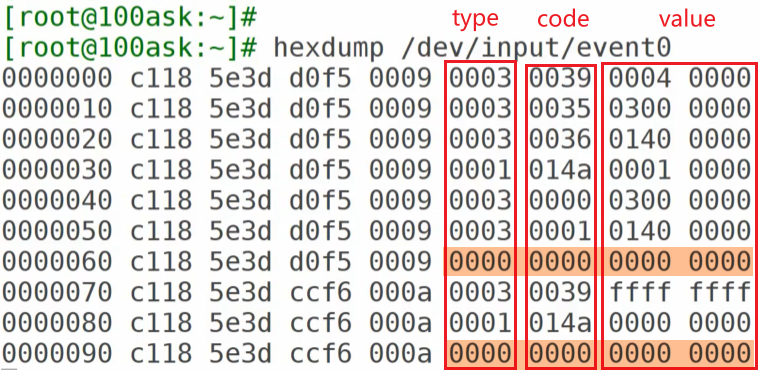 [root@100ask:~]#
type code value
[root@100ask:~]# hexdump /dev/input/event0
0000000 c118 5e3d d0f5 0009 0003 0039 0004 0000
0000010 c118 5e3d d0f5 0009 0003 0035 0300 0000
0000020 c118 5e3d d0f5 0009 0003 0036 0140 0000
0000030 c118 5e3d d0f5 0009 0001 014a 0001 0000
0000040 c118 5e3d d0f5 0009 0003 0000 0300 0000
0000050 c118 5e3d d0f5 0009 0003 0001 0140 0000
0000060 c118 5e3d d0f5 0009 0000 0000 0000 0000
0000070 c118 5e3d ccf6 000a 0003 0039 ffff ffff
0000080 c118 5e3d ccf6 000a 0001 014a 0000 0000
0000090 c118 5e3d ccf6 000a 0000 0000 0000 0000